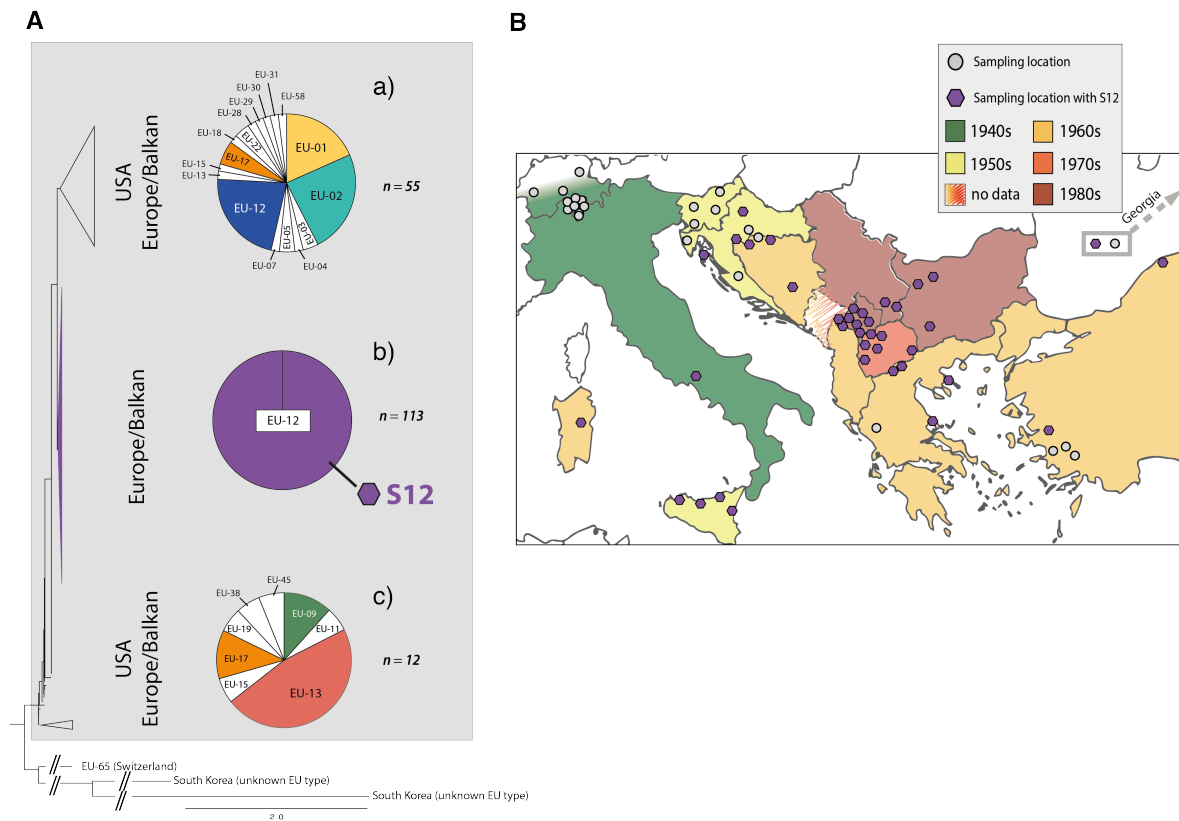 A
USA
Europe/Balkan
a)
EU-31
EU-30
EU-29
EU-28
EU-58
EU-18
EU-22
EU-17
EU-15
EU-13
EU-01
EU-02
EU-12
EU-05
EU-03
EU-07
EU-04
n = 55
Europe/Balkan
b)
EU-12
n = 113
S12
USA
Europe/Balkan
c)
EU-45
EU-38
EU-09
EU-11
EU-19
EU-17
EU-15
EU-13
n = 12
EU-65 (Switzerland)
South Korea (unknown EU type)
South Korea (unknown EU type)
2.0
B
Sampling location
Sampling location with S12
1940s
1960s
1950s
1970s
no data
1980s
Georgia